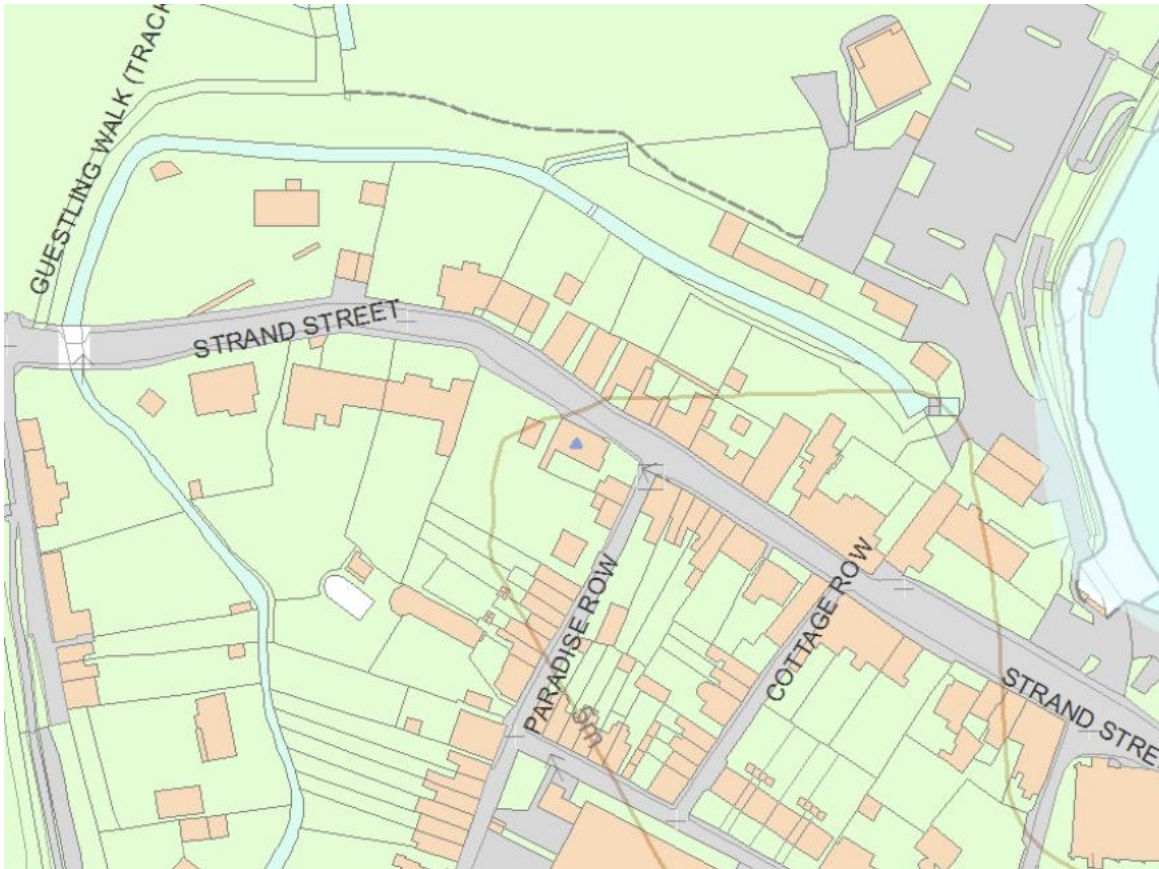 GUESTLING WALK (TRACK
STRAND STREET
PARADISE ROW
COTTAGE ROW
STRAND STRE
5m